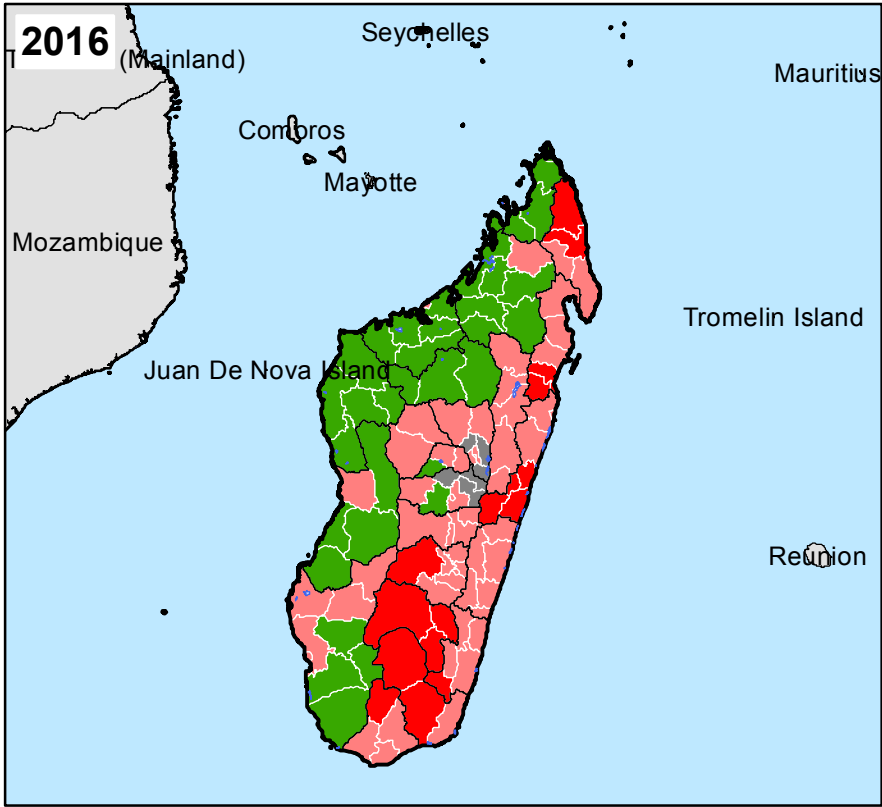 2016
Seychelles
T (Mainland)
Mauritius
Comoros
Mayotte
Mozambique
Tromelin Island
Juan De Nova Island
Reunion